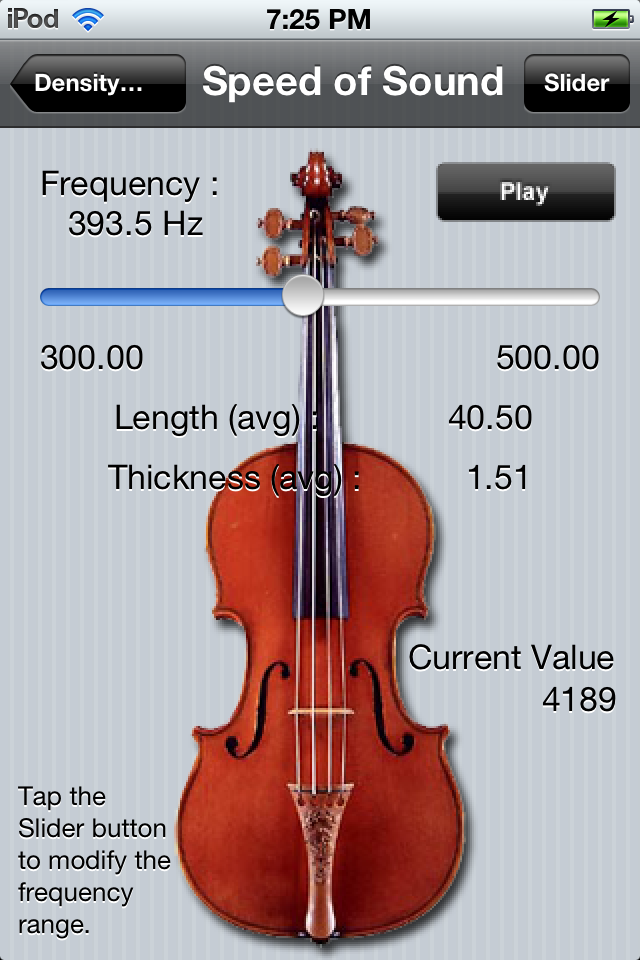 iPod 7:25 PM
Density... Speed of Sound Slider
Frequency :
393.5 Hz
Play
300.00 500.00
Length (avg) : 40.50
Thickness (avg) : 1.51
Current Value
4189
Tap the
Slider button
to modify the
frequency
range.